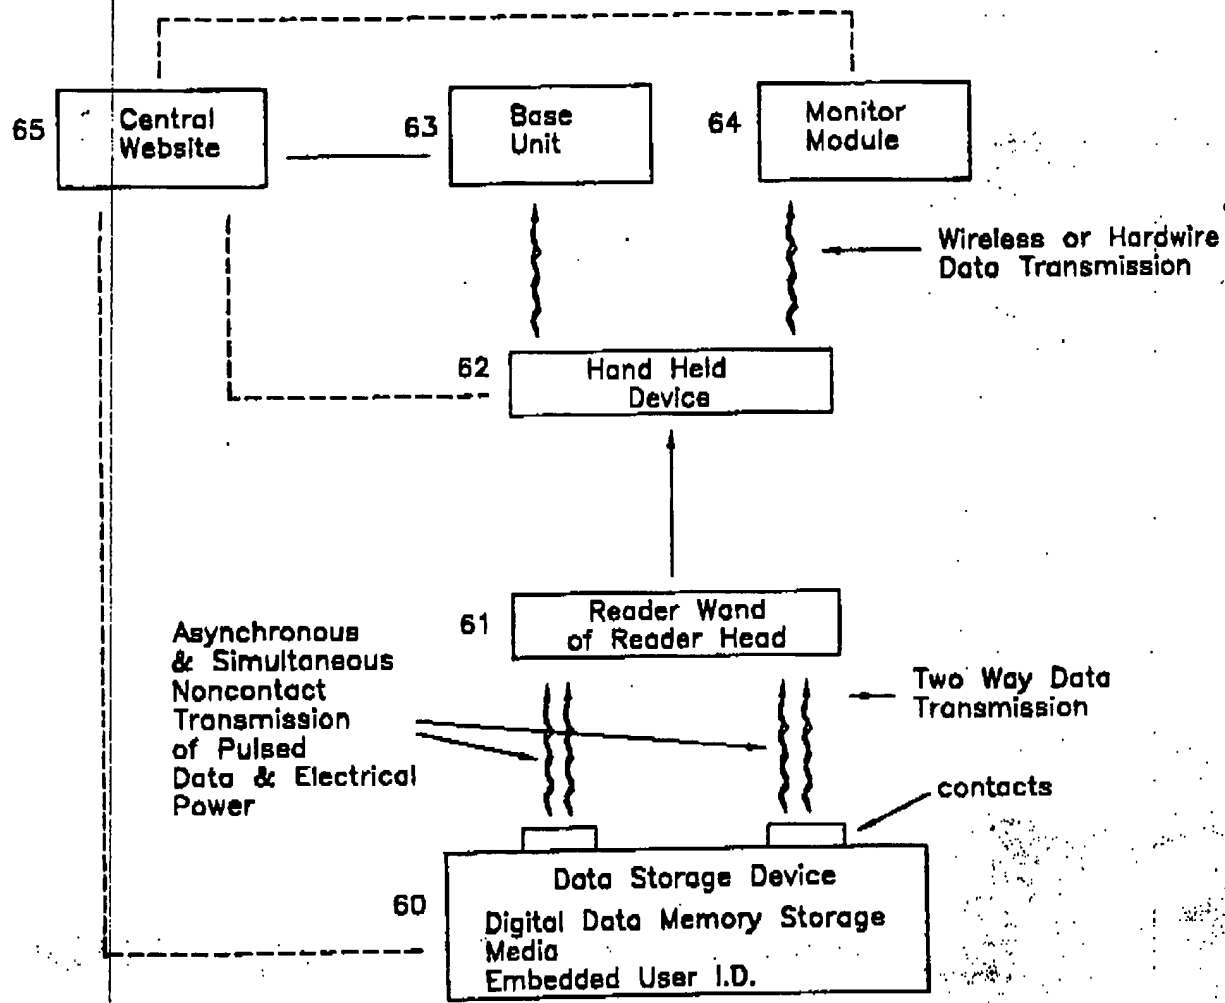 65
Central
Website
63
Base
Unit
64
Monitor
Module
Wireless or Hardwire
Data Transmission
62
Hand Held
Device
61
Reader Wand
of Reader Head
Asynchronous
& Simultaneous
Noncontact
Transmission
of Pulsed
Data & Electrical
Power
Two Way Data
Transmission
contacts
60
Data Storage Device
Digital Data Memory Storage
Media
Embedded User I.D.